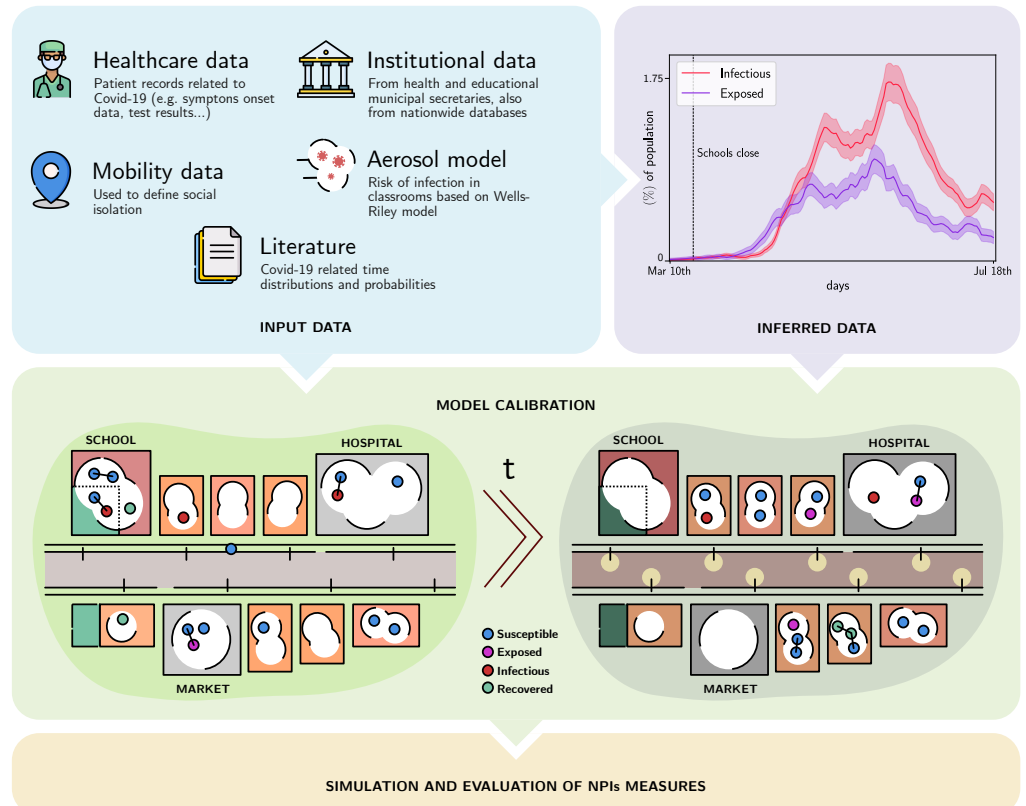 Healthcare data
Patient records related to
Covid-19 (e.g. symptons onset
data, test results...)
Institutional data
From health and educational
municipal secretaries, also
from nationwide databases
Mobility data
Used to define social
isolation
Aerosol model
Risk of infection in
classrooms based on Wells-
Riley model
Literature
Covid-19 related time
distributions and probabilities
INPUT DATA
1.75
Infectious
Exposed
Schools close
(%) of population
0
Mar 10th
Jul 18th
days
INFERRED DATA
MODEL CALIBRATION
SCHOOL
HOSPITAL
MARKET
t
Susceptible
Exposed
Infectious
Recovered
SCHOOL
HOSPITAL
MARKET
SIMULATION AND EVALUATION OF NPIs MEASURES